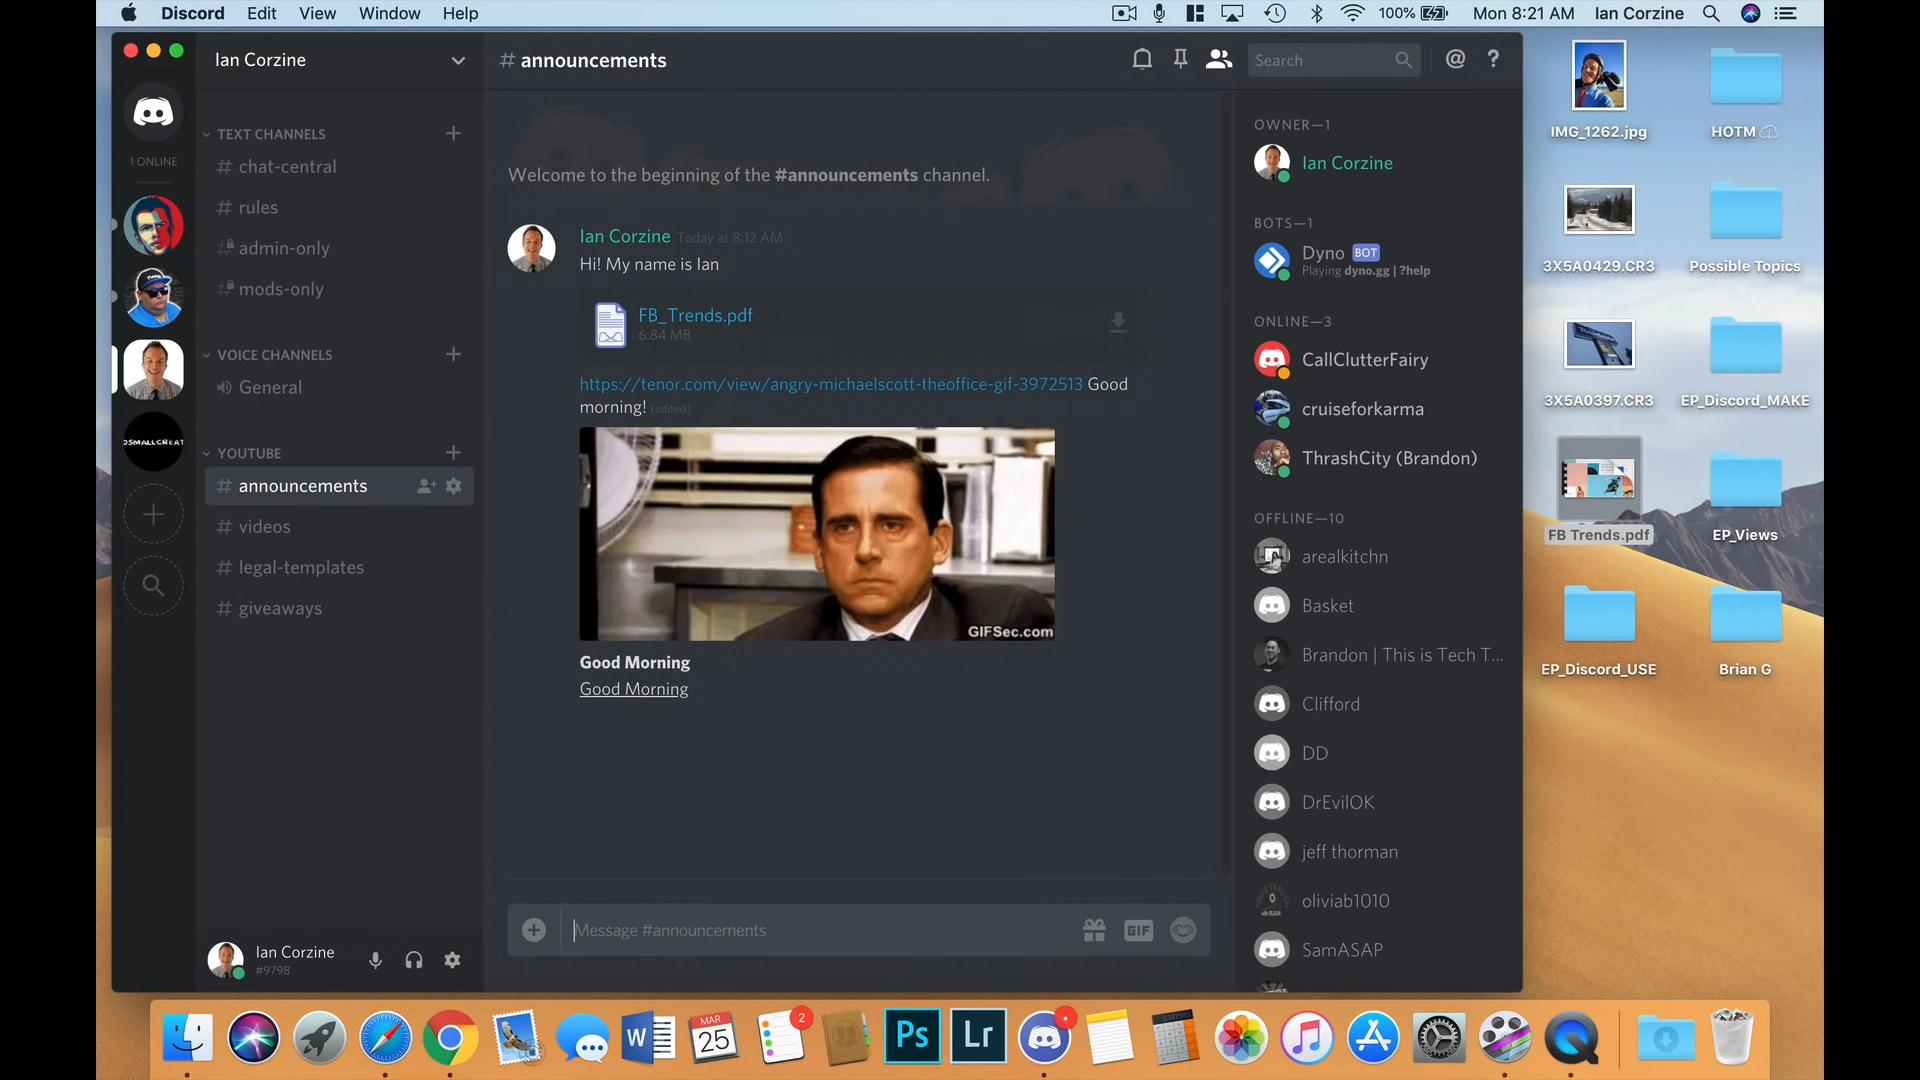 Discord Edit View Window Help 100% Mon 8:21 AM Ian Corzine
Ian Corzine
# announcements
Search
@ ?
1 ONLINE
TEXT CHANNELS
# chat-central
# rules
admin-only
mods-only
VOICE CHANNELS
General
YOUTUBE
# announcements
# videos
# legal-templates
# giveaways
Ian Corzine
#9798
Welcome to the beginning of the #announcements channel.
Ian Corzine Today at 8:12 AM
Hi! My name is Ian
FB_Trends.pdf
6.84 MB
https://tenor.com/view/angry-michaelscott-theoffice-gif-3972513 Good
morning! (edited)
GIFSec.com
Good Morning
Good Morning
Message #announcements
GIF
OWNER—1
Ian Corzine
BOTS—1
Dyno BOT
Playing dyno.gg | ?help
ONLINE—3
CallClutterFairy
cruiseforkarma
ThrashCity (Brandon)
OFFLINE—10
arealkitchn
Basket
Brandon | This is Tech T...
Clifford
DD
DrEvilOK
jeff thorman
oliviab1010
SamASAP
IMG_1262.jpg
HOTM
3X5A0429.CR3
Possible Topics
3X5A0397.CR3
EP_Discord_MAKE
FB Trends.pdf
EP_Views
EP_Discord_USE
Brian G
W
MAR
25
2
Ps
Lr